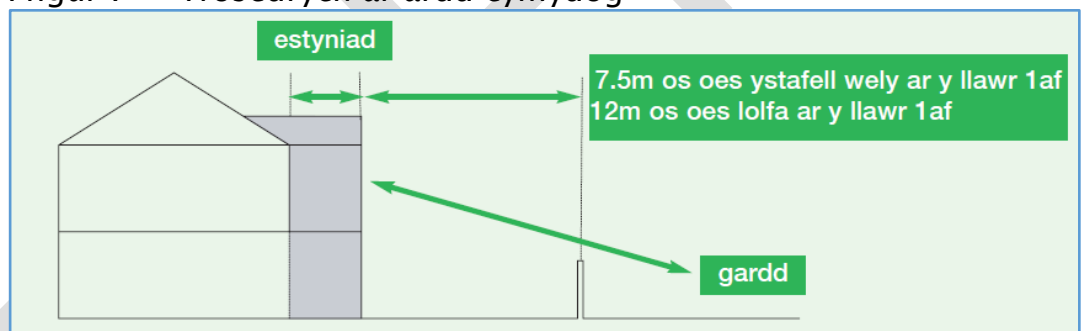 estyniad
7.5m os oes ystafell wely ar y llawr 1af
12m os oes lolfa ar y llawr 1af
gardd